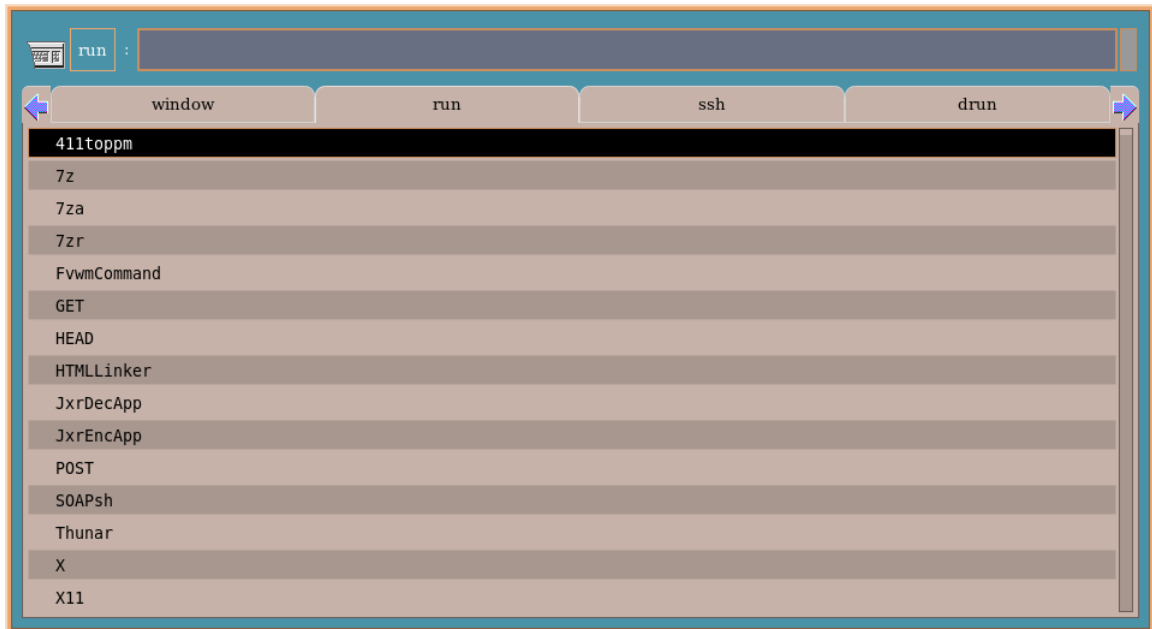 run :
window run ssh drun
411toppm
7z
7za
7zr
FvwmCommand
GET
HEAD
HTMLLinker
JxrDecApp
JxrEncApp
POST
SOAPsh
Thunar
X
X11